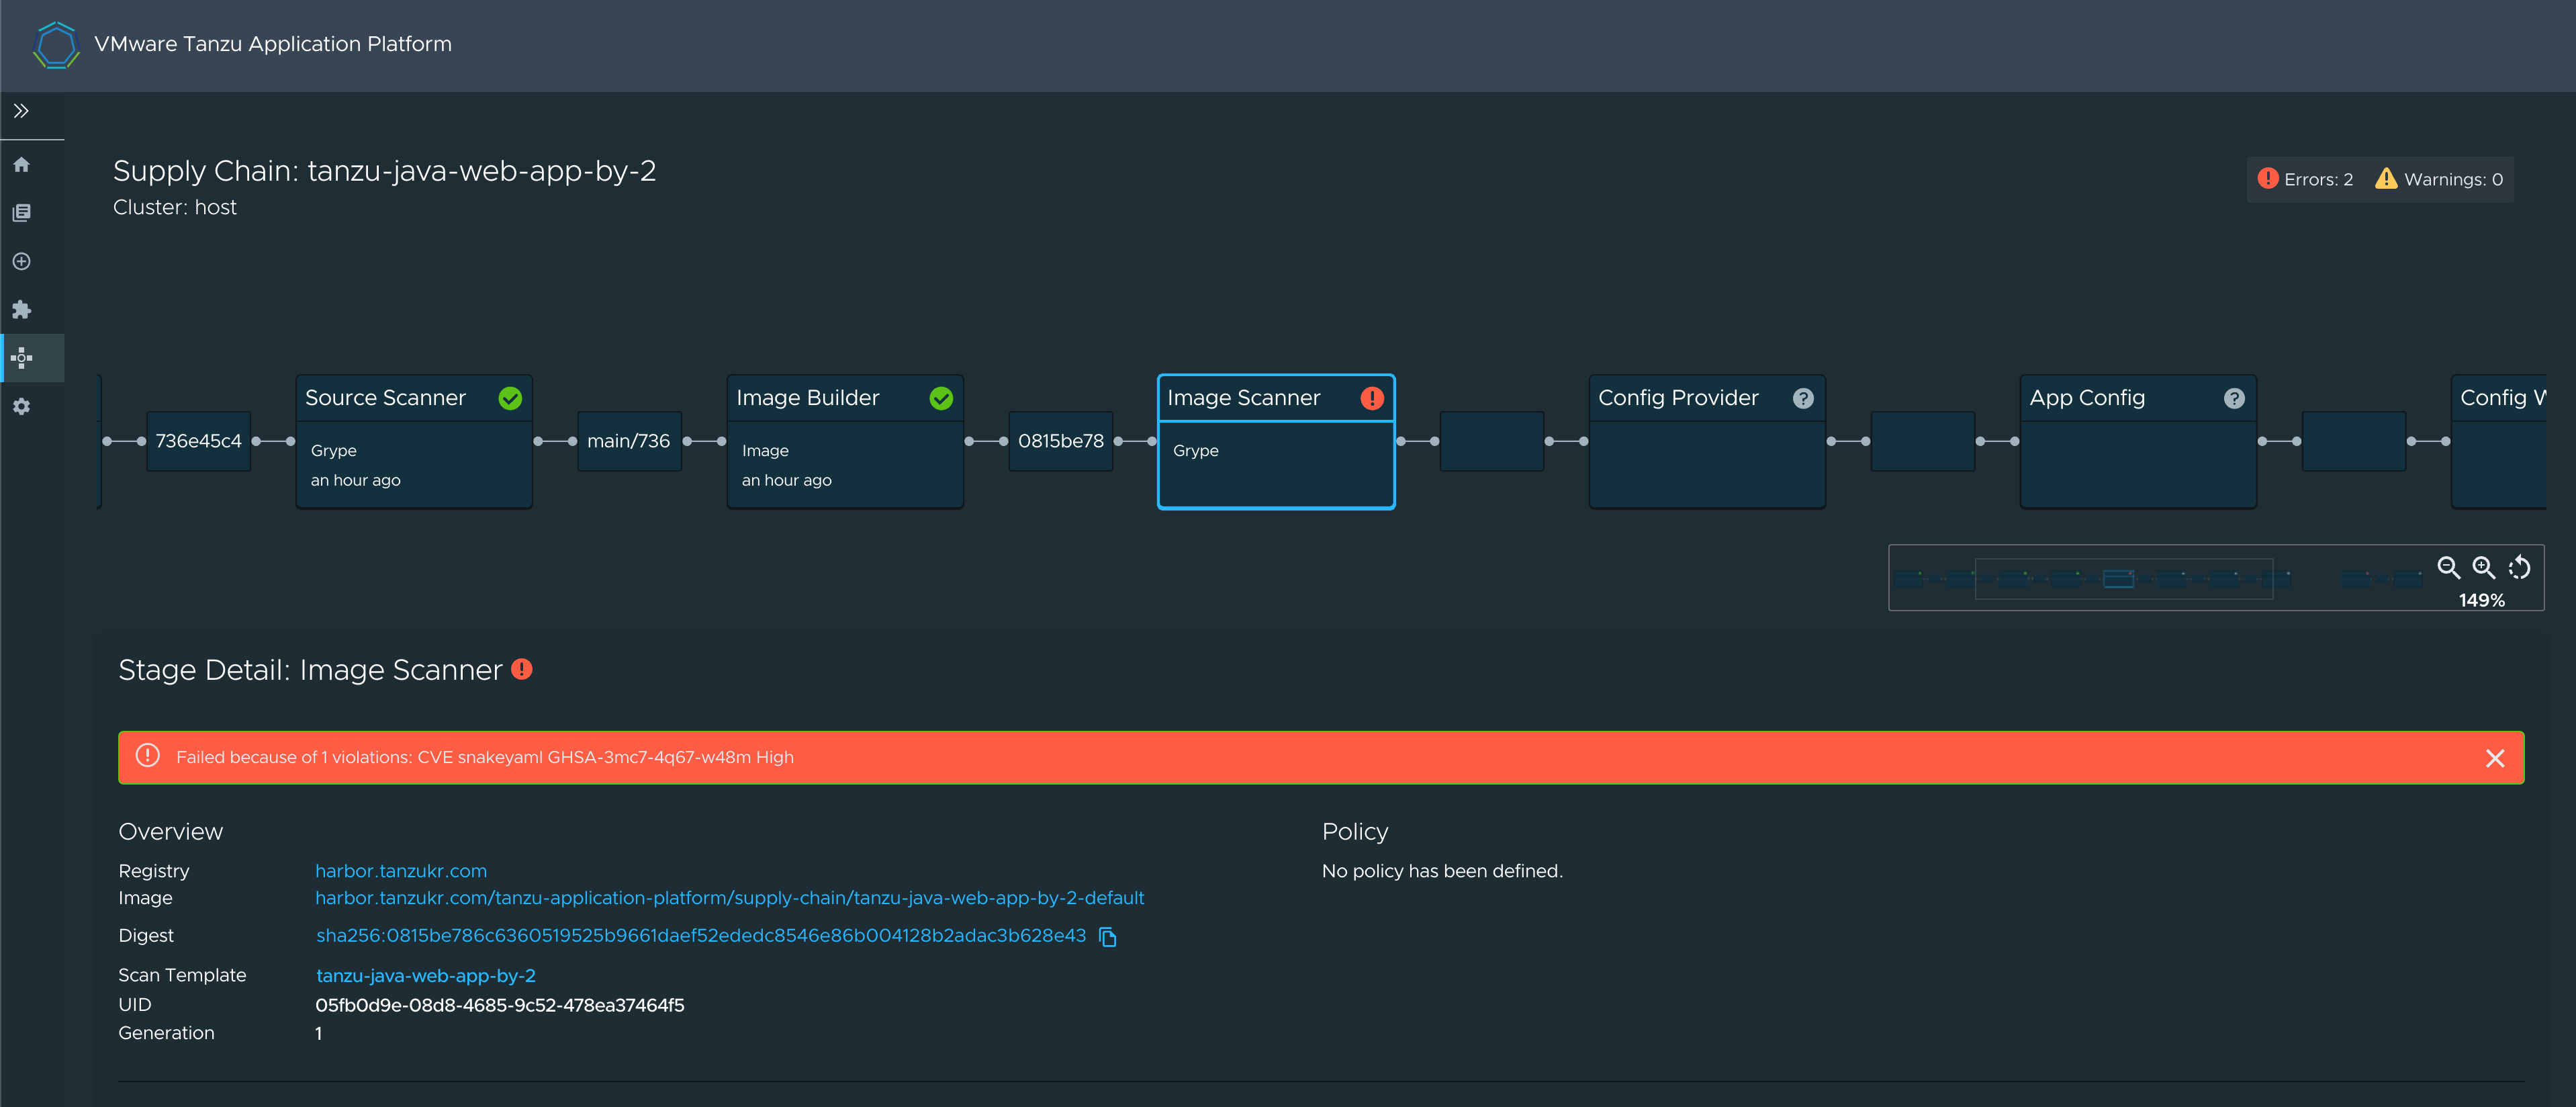 VMware Tanzu Application Platform
Supply Chain: tanzu-java-web-app-by-2
Cluster: host
Errors: 2 Warnings: 0
736e45c4
Source Scanner
Grype
an hour ago
main/736
Image Builder
Image
an hour ago
0815be78
Image Scanner
Grype
Config Provider
App Config
Config W
149%
Stage Detail: Image Scanner
Failed because of 1 violations: CVE snakeyaml GHSA-3mc7-4q67-w48m High
Overview
Registry harbor.tanzukr.com
Image harbor.tanzukr.com/tanzu-application-platform/supply-chain/tanzu-java-web-app-by-2-default
Digest sha256:0815be786c6360519525b9661daef52ededc8546e86b004128b2adac3b628e43
Scan Template tanzu-java-web-app-by-2
UID 05fb0d9e-08d8-4685-9c52-478ea37464f5
Generation 1
Policy
No policy has been defined.